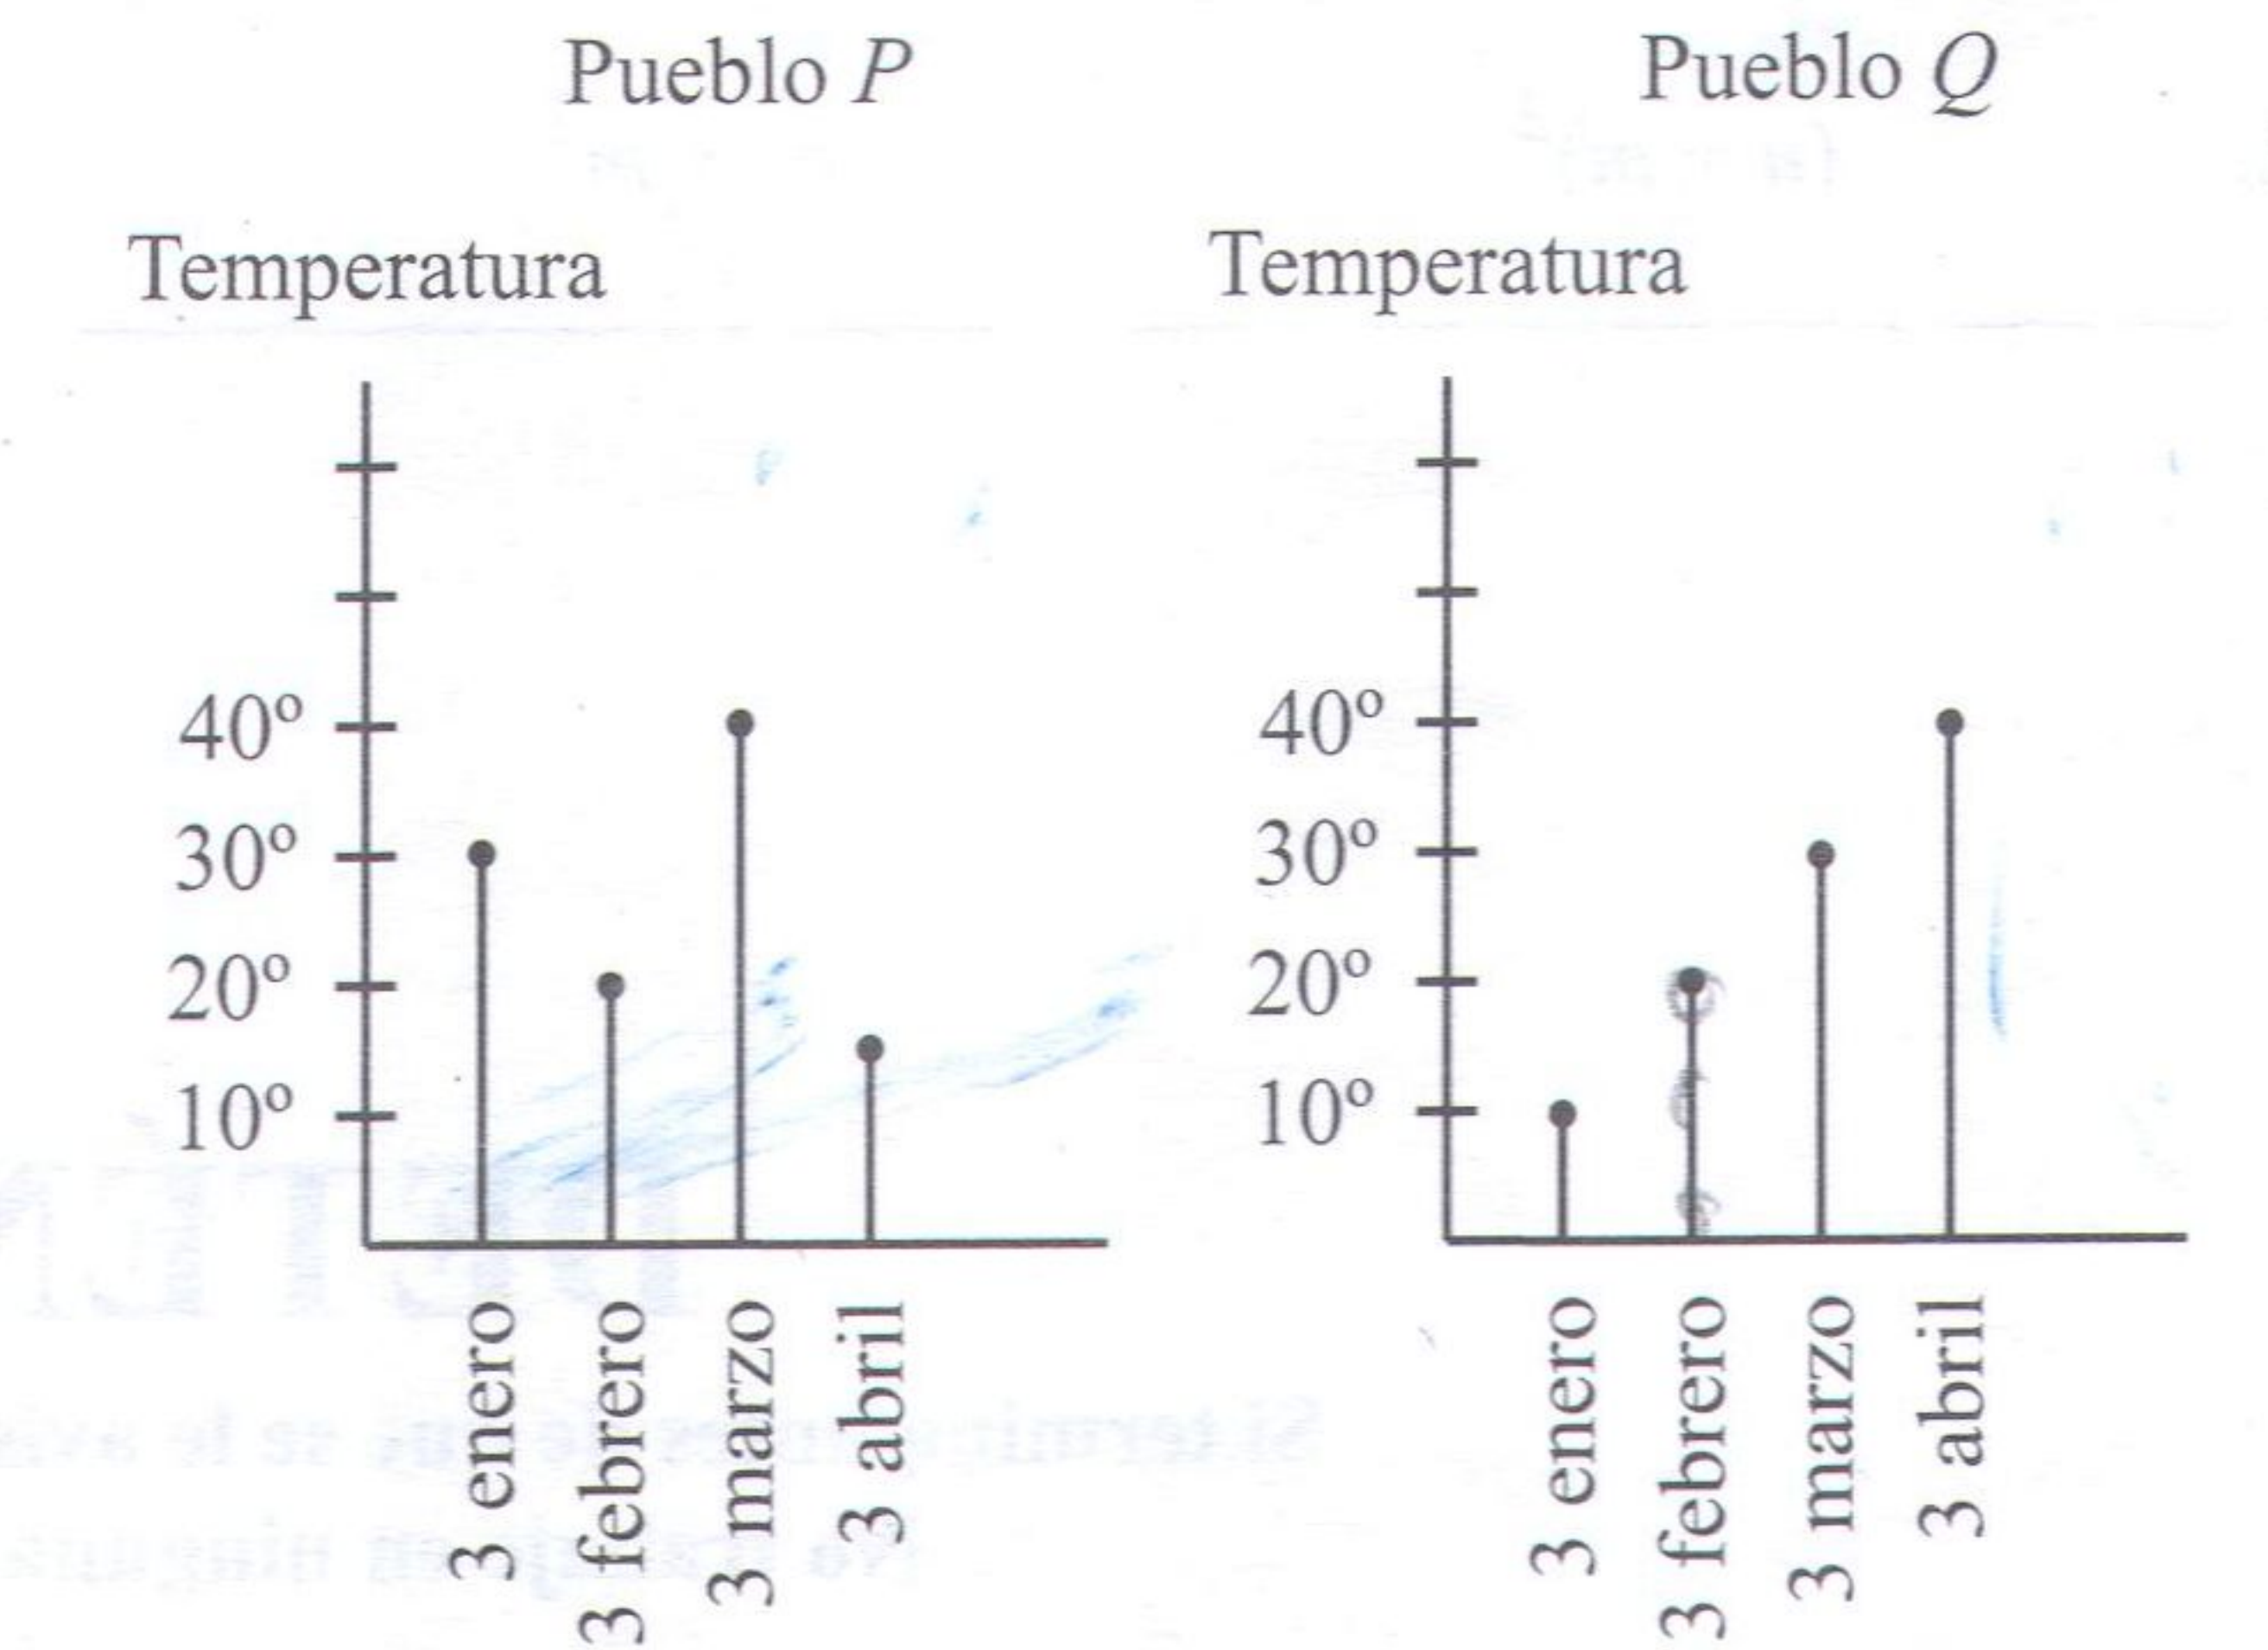 Pueblo P
Temperatura
40º
30º
20º
10º
3 enero
3 febrero
3 marzo
3 abril
Pueblo Q
Temperatura
40º
30º
20º
10º
3 enero
3 febrero
3 marzo
3 abril